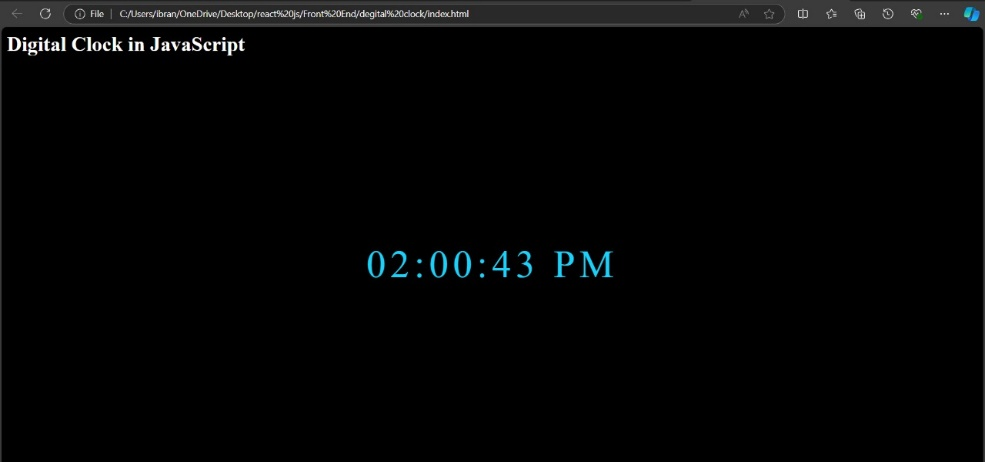 File C:/Users/ibran/OneDrive/Desktop/react%20js/Front%20End/degital%20clock/index.html
Digital Clock in JavaScript
02:00:43 PM